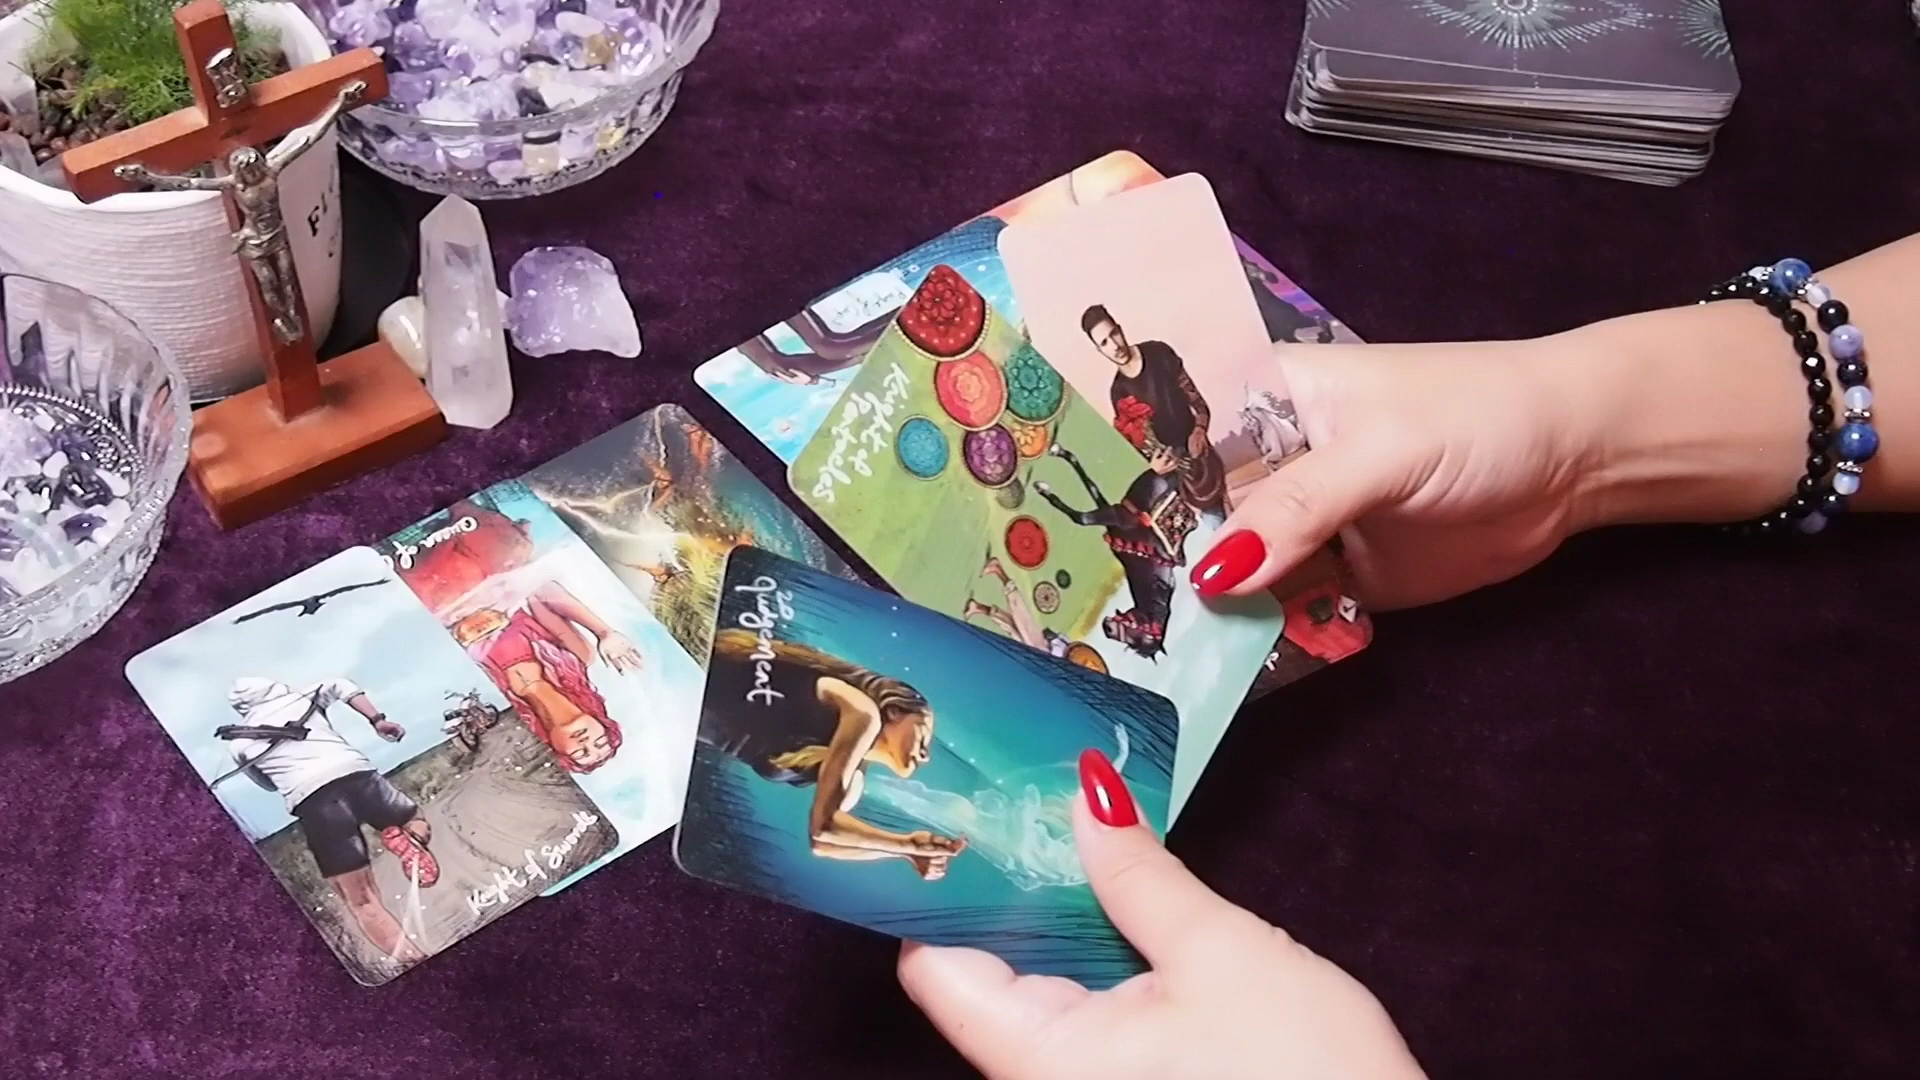 Knight of
Pentacles
Queen of
20
Judgement
Knight of Swords